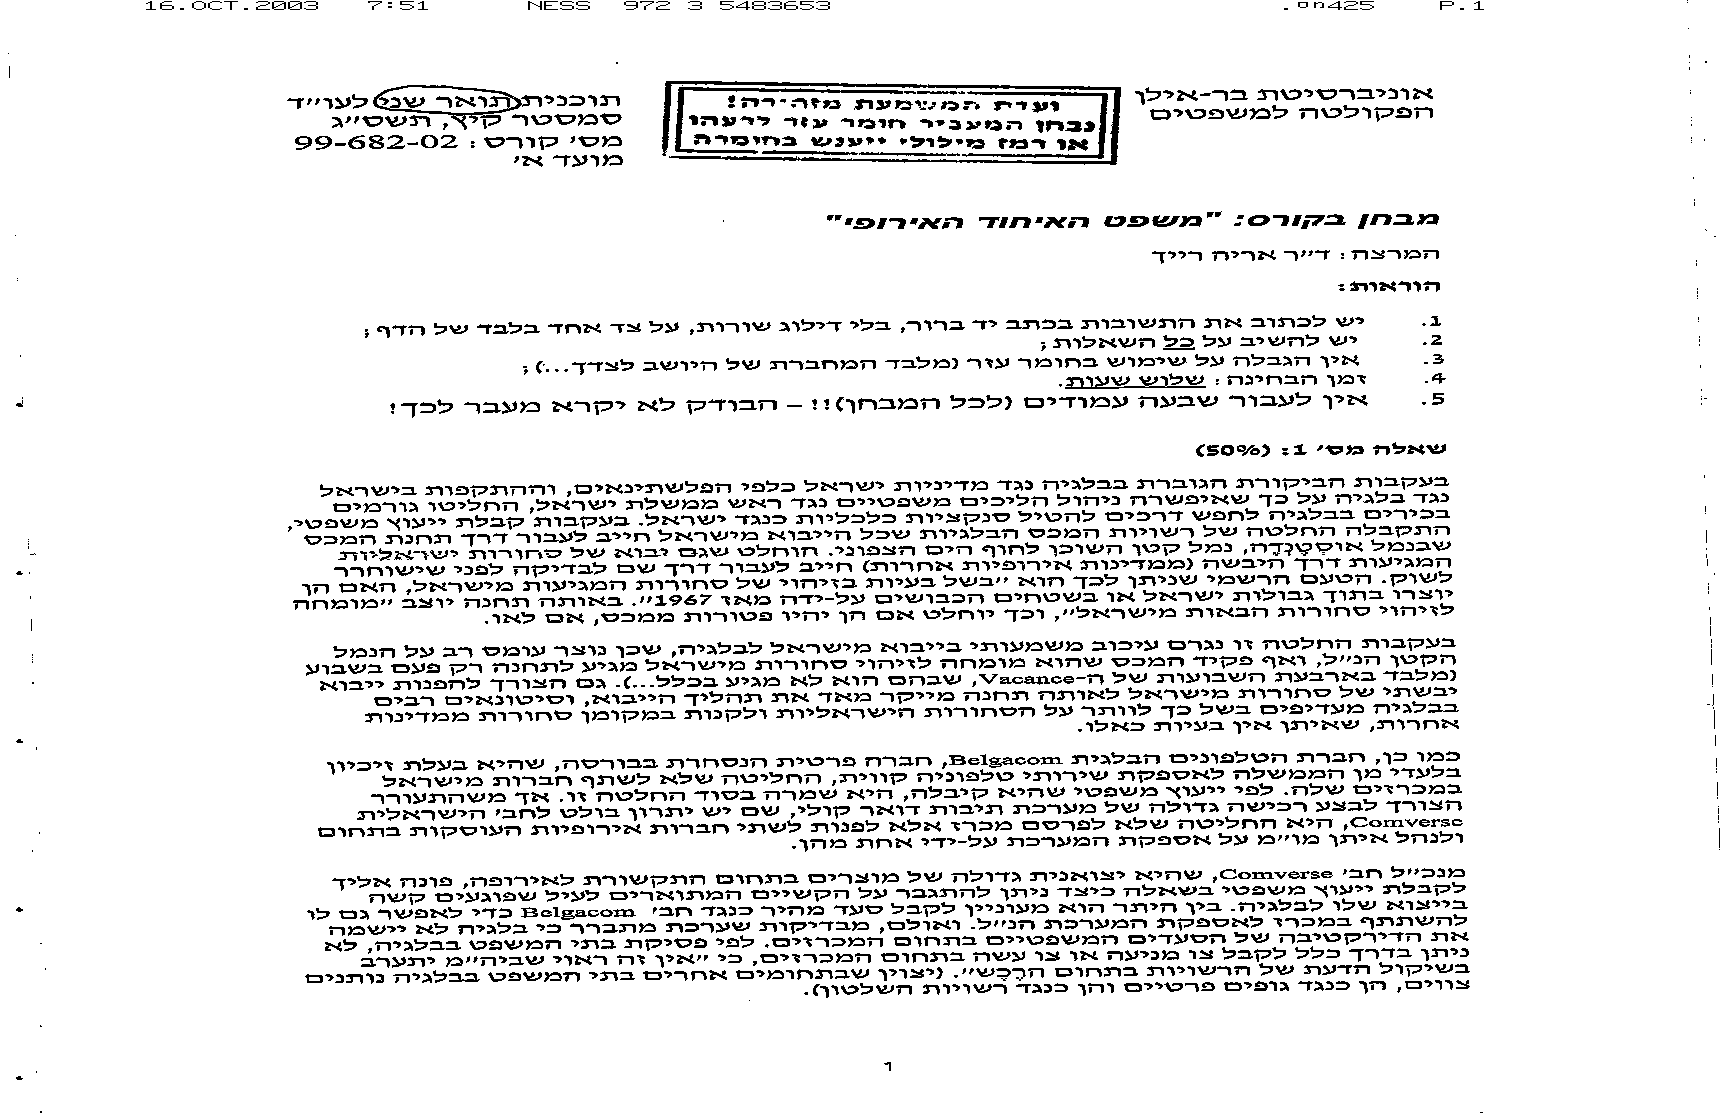 16.OCT.2003 7:51 NESS 972 3 5483653 P.1
אוניברסיטת בר-אילן
הפקולטה למשפטים
ועדת המשמעת מזהירה!
נבחן המעביר חומר עזר לרעהו
או רמז מילולי ייענש בחומרה
תוכנית תואר שני לעו״ד
סמסטר קיץ, תשס״ג
מס׳ קורס: 99-682-02
מועד א׳
מבחן בקורס: "משפט האיחוד האירופי"
המרצה: ד״ר אריה רייך
הוראות:
1. יש לכתוב את התשובות בכתב יד ברור, בלי דילוג שורות, על צד אחד בלבד של הדף;
2. יש להשיב על כל השאלות;
3. אין הגבלה על שימוש בחומר עזר (מלבד המחברת של היושב לצדך...);
4. זמן הבחינה: שלוש שעות.
5. אין לעבור שבעה עמודים (לכל המבחן)!! – הבודק לא יקרא מעבר לכך!
שאלה מס׳ 1: (50%)
בעקבות הביקורת הגוברת בבלגיה נגד מדיניות ישראל כלפי הפלשתינאים, וההתקפות בישראל
נגד בלגיה על כך שאיפשרה ניהול הליכים משפטיים נגד ראש ממשלת ישראל, החליטו גורמים
בכירים בבלגיה לחפש דרכים להטיל סנקציות כלכליות כנגד ישראל. בעקבות קבלת ייעוץ משפטי,
התקבלה החלטה של רשויות המכס הבלגיות שכל הייבוא מישראל חייב לעבור דרך תחנת המכס
שבנמל אוסְטֶנְדֶה, נמל קטן השוכן לחוף הים הצפוני. הוחלט שגם יבוא של סחורות ישראליות
המגיעות דרך היבשה (ממדינות אירופיות אחרות) חייב לעבור דרך שם לבדיקה לפני שישוחרר
לשוק. הטעם הרשמי שניתן לכך הוא ״בשל בעיות בזיהוי של סחורות המגיעות מישראל, האם הן
יוצרו בתוך גבולות ישראל או בשטחים הכבושים על-ידה מאז 1967״. באותה תחנה יוצב ״מומחה
לזיהוי סחורות הבאות מישראל״, וכך יוחלט אם הן יהיו פטורות ממכס, אם לאו.
בעקבות החלטה זו נגרם עיכוב משמעותי בייבוא מישראל לבלגיה, שכן נוצר עומס רב על הנמל
הקטן הנ״ל, ואף פקיד המכס שהוא מומחה לזיהוי סחורות מישראל מגיע לתחנה רק פעם בשבוע
(מלבד בארבעת השבועות של ה-Vacance, שבהם הוא לא מגיע בכלל...). גם הצורך להפנות ייבוא
יבשתי של סחורות מישראל לאותה תחנה מייקר מאד את תהליך הייבוא, וסיטונאים רבים
בבלגיה מעדיפים בשל כך לוותר על הסחורות הישראליות ולקנות במקומן סחורות ממדינות
אחרות, שאיתן אין בעיות כאלו.
כמו כן, חברת הטלפונים הבלגית Belgacom, חברה פרטית הנסחרת בבורסה, שהיא בעלת זיכיון
בלעדי מן הממשלה לאספקת שירותי טלפוניה קווית, החליטה שלא לשתף חברות מישראל
במכרזים שלה. לפי ייעוץ משפטי שהיא קיבלה, היא שמרה בסוד החלטה זו. אך משהתעורר
הצורך לבצע רכישה גדולה של מערכת תיבות דואר קולי, שם יש יתרון בולט לחב׳ הישראלית
Comverse, היא החליטה שלא לפרסם מכרז אלא לפנות לשתי חברות אירופיות העוסקות בתחום
ולנהל איתן מו״מ על אספקת המערכת על-ידי אחת מהן.
מנכ״ל חב׳ Comverse, שהיא יצואנית גדולה של מוצרים בתחום התקשורת לאירופה, פונה אליך
לקבלת ייעוץ משפטי בשאלה כיצד ניתן להתגבר על הקשיים המתוארים לעיל שפוגעים קשה
בייצוא שלו לבלגיה. בין היתר הוא מעוניין לקבל סעד מהיר כנגד חב׳ Belgacom כדי לאפשר גם לו
להשתתף במכרז לאספקת המערכת הנ״ל. ואולם, מבדיקות שערכת מתברר כי בלגיה לא יישמה
את הדירקטיבה של הסעדים המשפטיים בתחום המכרזים. לפי פסיקת בתי המשפט בבלגיה, לא
ניתן בדרך כלל לקבל צו מניעה או צו עשה בתחום המכרזים, כי ״אין זה ראוי שביהמ״ש יתערב
בשיקול הדעת של הרשויות בתחום הרֶכֶש״. (יצוין שבתחומים אחרים בתי המשפט בבלגיה נותנים
צווים, הן כנגד גופים פרטיים והן כנגד רשויות השלטון).
1